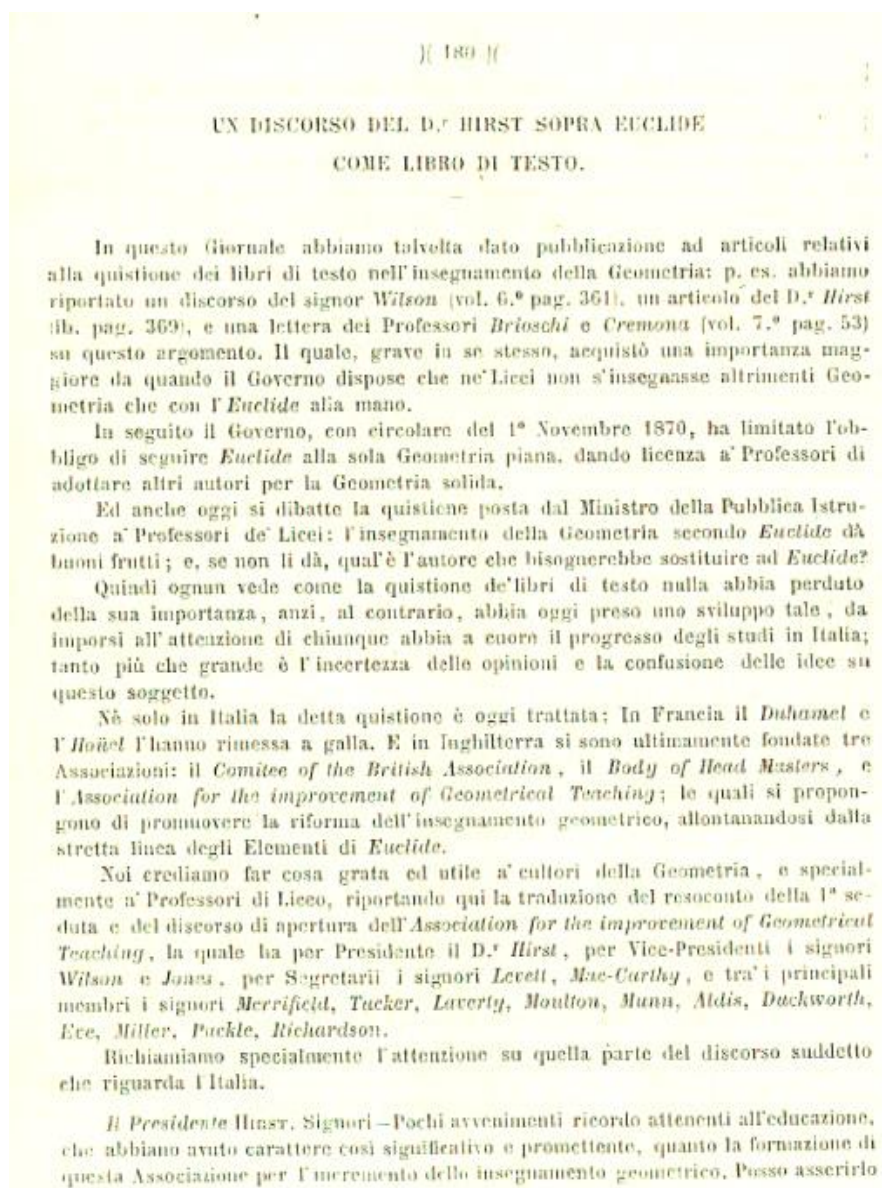 )( 180 )(
UN DISCORSO DEL D.r HIRST SOPRA EUCLIDE
COME LIBRO DI TESTO.
In questo Giornale abbiamo talvolta dato pubblicazione ad articoli relativi
alla quistione dei libri di testo nell'insegnamento della Geometria: p. es. abbiamo
riportato un discorso del signor Wilson (vol. 6.º pag. 361), un articolo del D.r Hirst
(ib. pag. 369), e una lettera dei Professori Brioschi e Cremona (vol. 7.º pag. 53)
su questo argomento. Il quale, grave in se stesso, acquistò una importanza mag-
giore da quando il Governo dispose che ne' Licei non s'insegnasse altrimenti Geo-
metria che con l'Euclide alla mano.
In seguito il Governo, con circolare del 1º Novembre 1870, ha limitato l'ob-
bligo di seguire Euclide alla sola Geometria piana, dando licenza a' Professori di
adottare altri autori per la Geometria solida.
Ed anche oggi si dibatte la quistione posta dal Ministro della Pubblica Istru-
zione a' Professori de' Licei: l'insegnamento della Geometria secondo Euclide dà
buoni frutti; e, se non li dà, qual'è l'autore che bisognerebbe sostituire ad Euclide?
Quindi ognun vede come la quistione de' libri di testo nulla abbia perduto
della sua importanza, anzi, al contrario, abbia oggi preso uno sviluppo tale, da
imporsi all'attenzione di chiunque abbia a cuore il progresso degli studi in Italia;
tanto più che grande è l'incertezza delle opinioni e la confusione delle idee su
questo soggetto.
Nè solo in Italia la detta quistione è oggi trattata; In Francia il Duhamel e
l'Hoüel l'hanno rimessa a galla. E in Inghilterra si sono ultimamente fondate tre
Associazioni: il Comitee of the British Association, il Body of Head Masters, e
l'Association for the improvement of Geometrical Teaching; le quali si propon-
gono di promuovere la riforma dell'insegnamento geometrico, allontanandosi dalla
stretta linea degli Elementi di Euclide.
Noi crediamo far cosa grata ed utile a' cultori della Geometria, e special-
mente a' Professori di Liceo, riportando qui la traduzione del resoconto della 1ª se-
duta e del discorso di apertura dell'Association for the improvement of Geometrical
Teaching, la quale ha per Presidente il D.r Hirst, per Vice-Presidenti i signori
Wilson e Jones, per Segretarii i signori Levett, Mac-Carthy, e tra' i principali
membri i signori Merrifield, Tucker, Laverty, Moulton, Munn, Aldis, Duckworth,
Eve, Miller, Puckle, Richardson.
Richiamiamo specialmente l'attenzione su quella parte del discorso suddetto
che riguarda l'Italia.
Il Presidente HIRST. Signori — Pochi avvenimenti ricordo attenenti all'educazione,
che abbiano avuto carattere così significativo e promettente, quanto la formazione di
questa Associazione per l'incremento dello insegnamento geometrico. Posso asserirlo